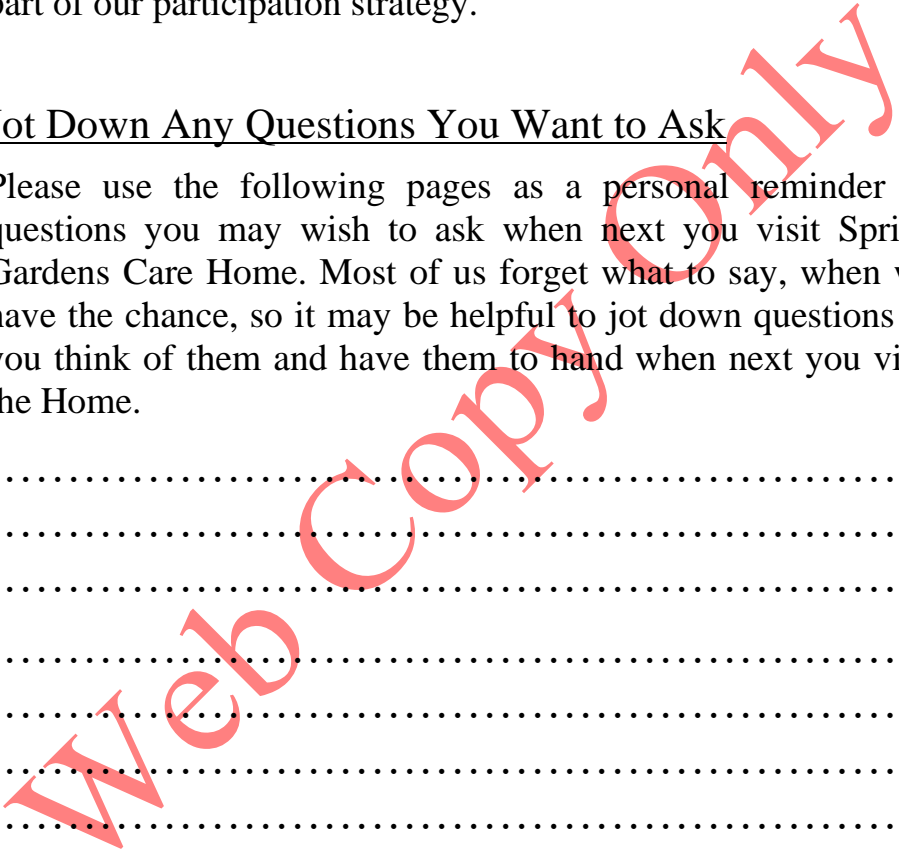 part of our participation strategy.
ot Down Any Questions You Want to Ask
Please use the following pages as a personal reminder
questions you may wish to ask when next you visit Spri
Gardens Care Home. Most of us forget what to say, when
have the chance, so it may be helpful to jot down questions
you think of them and have them to hand when next you vi
the Home.
……………………………………………………
……………………………………………………
……………………………………………………
……………………………………………………
……………………………………………………
……………………………………………………
……………………………………………………
Web Copy Only